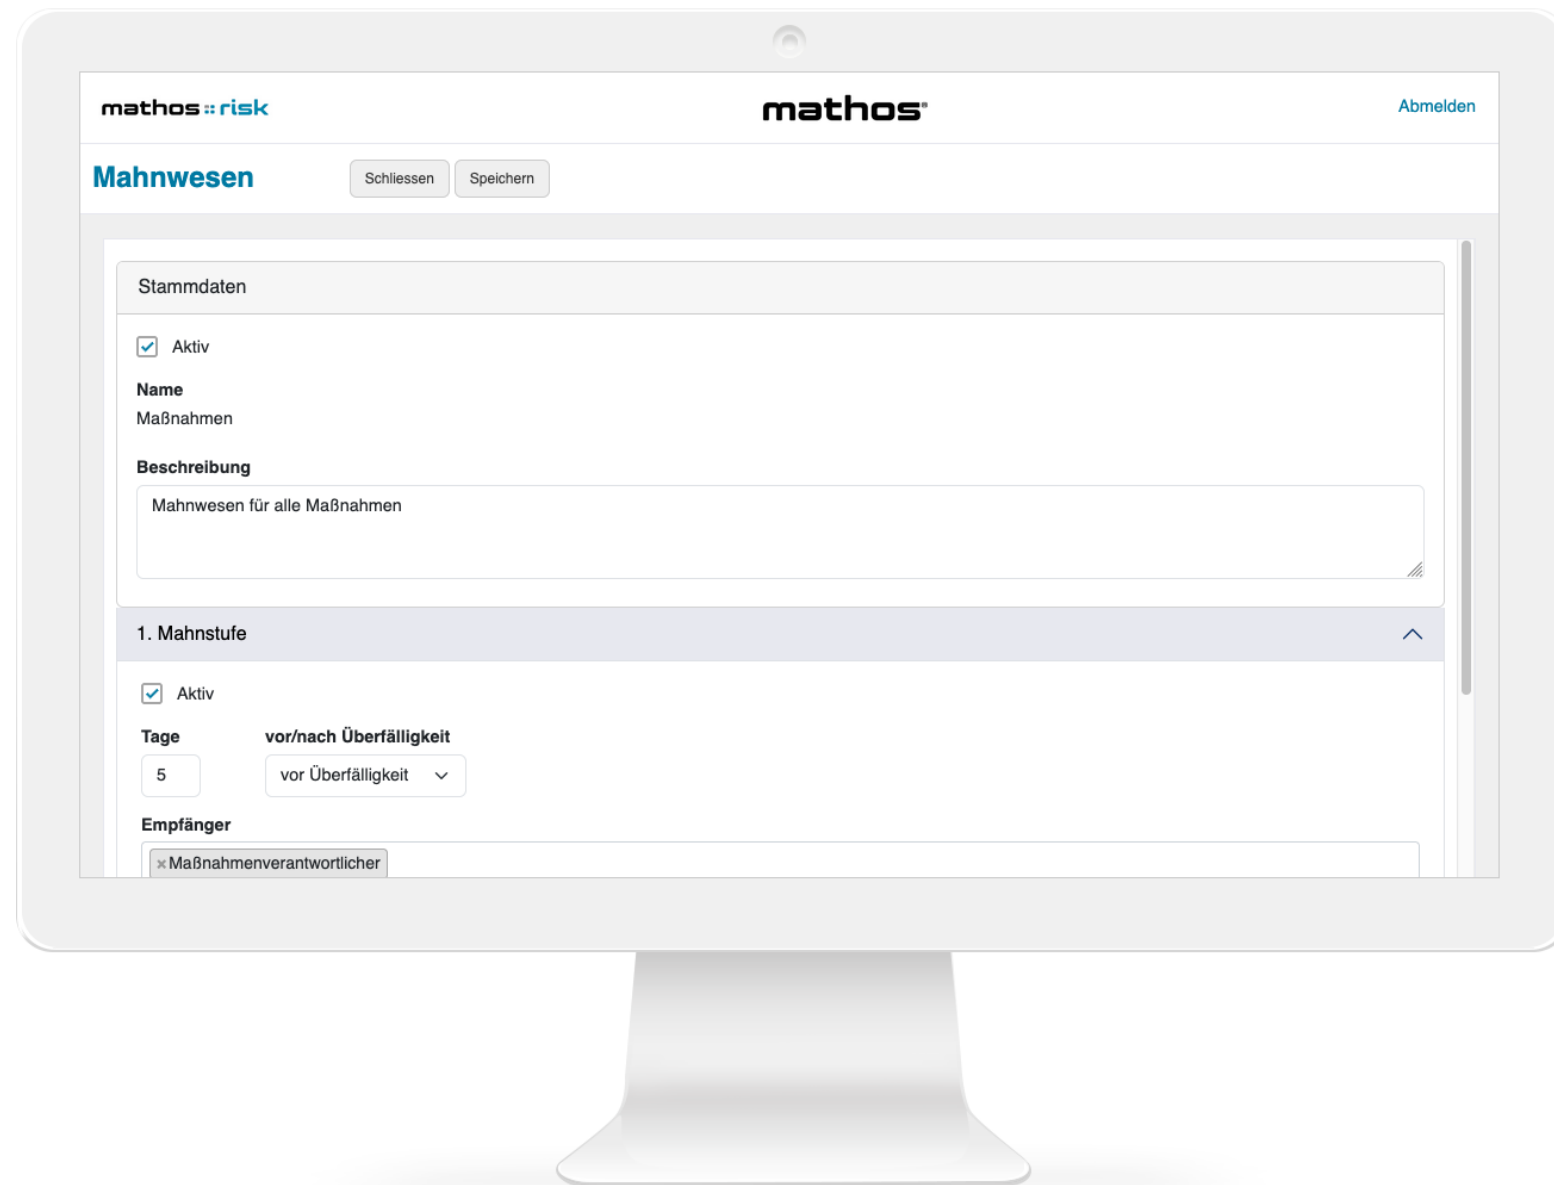 mathos :: risk
mathos®
Abmelden
Mahnwesen
Schliessen
Speichern
Stammdaten
Aktiv
Name
Maßnahmen
Beschreibung
Mahnwesen für alle Maßnahmen
1. Mahnstufe
Aktiv
Tage vor/nach Überfälligkeit
5 vor Überfälligkeit
Empfänger
×Maßnahmenverantwortlicher